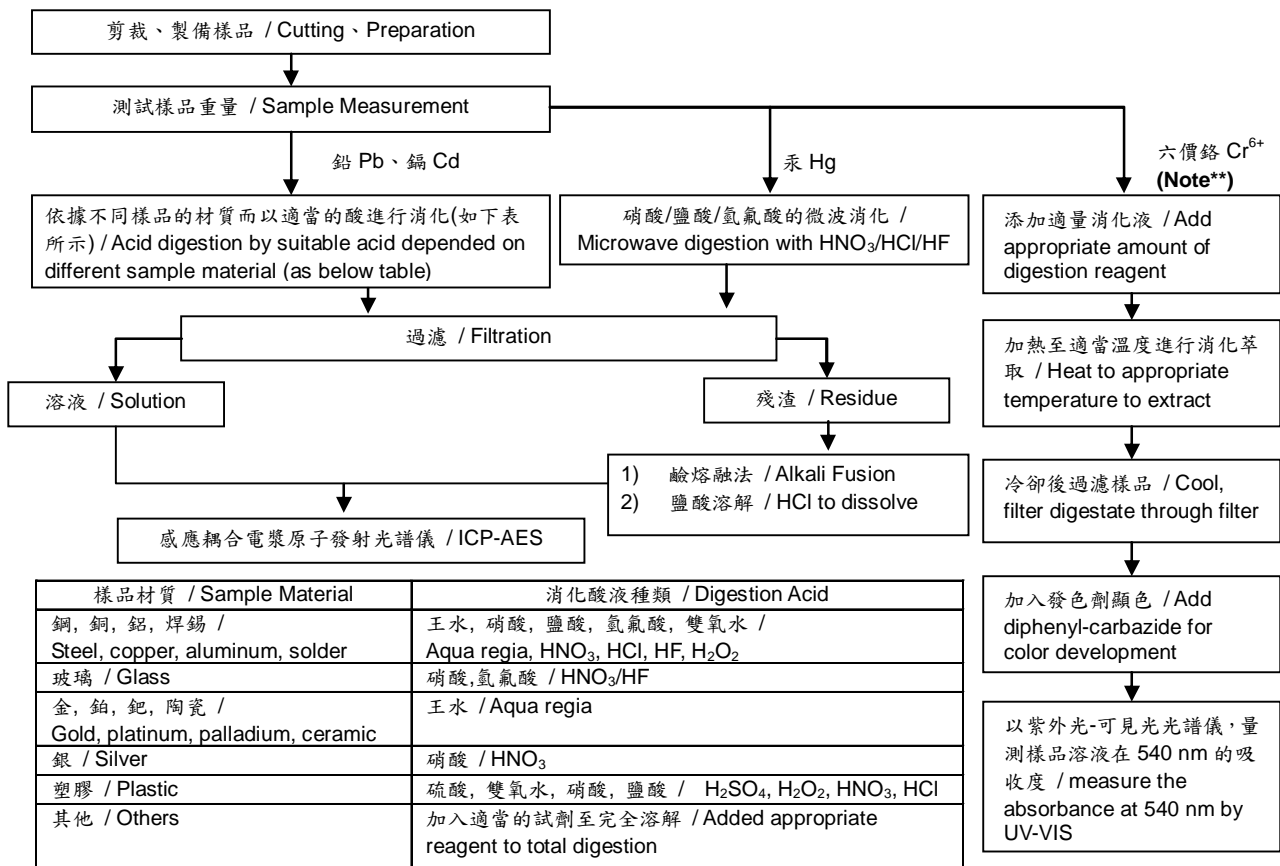 剪裁、製備樣品 / Cutting、Preparation
測試樣品重量 / Sample Measurement
鉛 Pb、鎘 Cd
汞 Hg
六價鉻 Cr⁶⁺
(Note**)
依據不同樣品的材質而以適當的酸進行消化(如下表
所示) / Acid digestion by suitable acid depended on
different sample material (as below table)
硝酸/鹽酸/氫氟酸的微波消化 /
Microwave digestion with HNO₃/HCl/HF
添加適量消化液 / Add
appropriate amount of
digestion reagent
過濾 / Filtration
加熱至適當溫度進行消化萃
取 / Heat to appropriate
temperature to extract
溶液 / Solution
殘渣 / Residue
1) 鹼熔融法 / Alkali Fusion
2) 鹽酸溶解 / HCl to dissolve
冷卻後過濾樣品 / Cool,
filter digestate through filter
感應耦合電漿原子發射光譜儀 / ICP-AES
加入發色劑顯色 / Add
diphenyl-carbazide for
color development
以紫外光-可見光光譜儀,量
測樣品溶液在 540 nm 的吸
收度 / measure the
absorbance at 540 nm by
UV-VIS
樣品材質 / Sample Material
消化酸液種類 / Digestion Acid
鋼, 銅, 鋁, 焊錫 /
Steel, copper, aluminum, solder
王水, 硝酸, 鹽酸, 氫氟酸, 雙氧水 /
Aqua regia, HNO₃, HCl, HF, H₂O₂
玻璃 / Glass
硝酸,氫氟酸 / HNO₃/HF
金, 鉑, 鈀, 陶瓷 /
Gold, platinum, palladium, ceramic
王水 / Aqua regia
銀 / Silver
硝酸 / HNO₃
塑膠 / Plastic
硫酸, 雙氧水, 硝酸, 鹽酸 / H₂SO₄, H₂O₂, HNO₃, HCl
其他 / Others
加入適當的試劑至完全溶解 / Added appropriate
reagent to total digestion